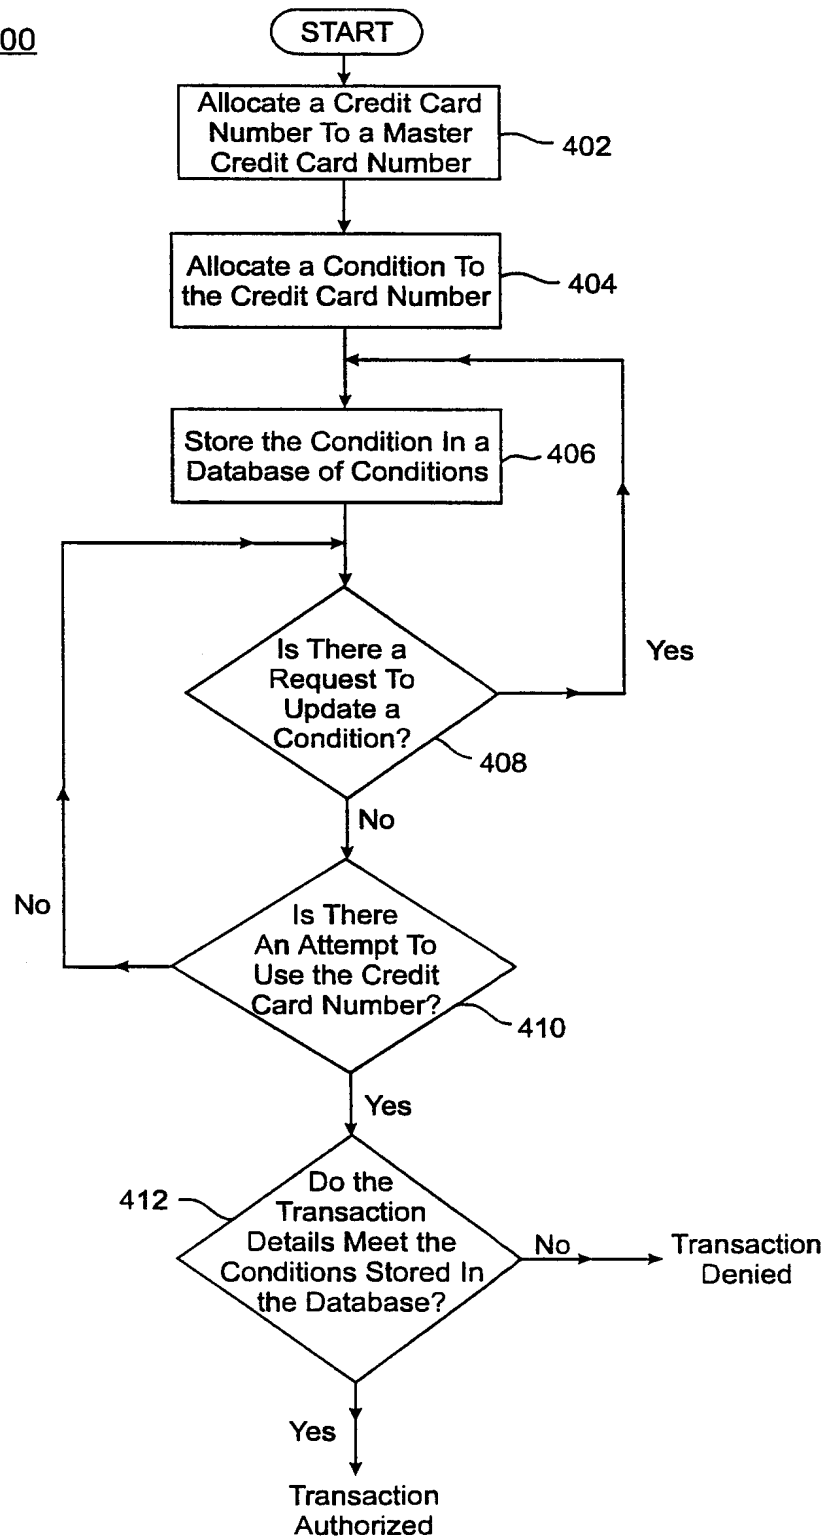 00
START
Allocate a Credit Card
Number To a Master
Credit Card Number
402
Allocate a Condition To
the Credit Card Number
404
Store the Condition In a
Database of Conditions
406
Is There a
Request To
Update a
Condition?
Yes
408
No
No
Is There
An Attempt To
Use the Credit
Card Number?
410
Yes
412
Do the
Transaction
Details Meet the
Conditions Stored In
the Database?
No
Transaction
Denied
Yes
Transaction
Authorized